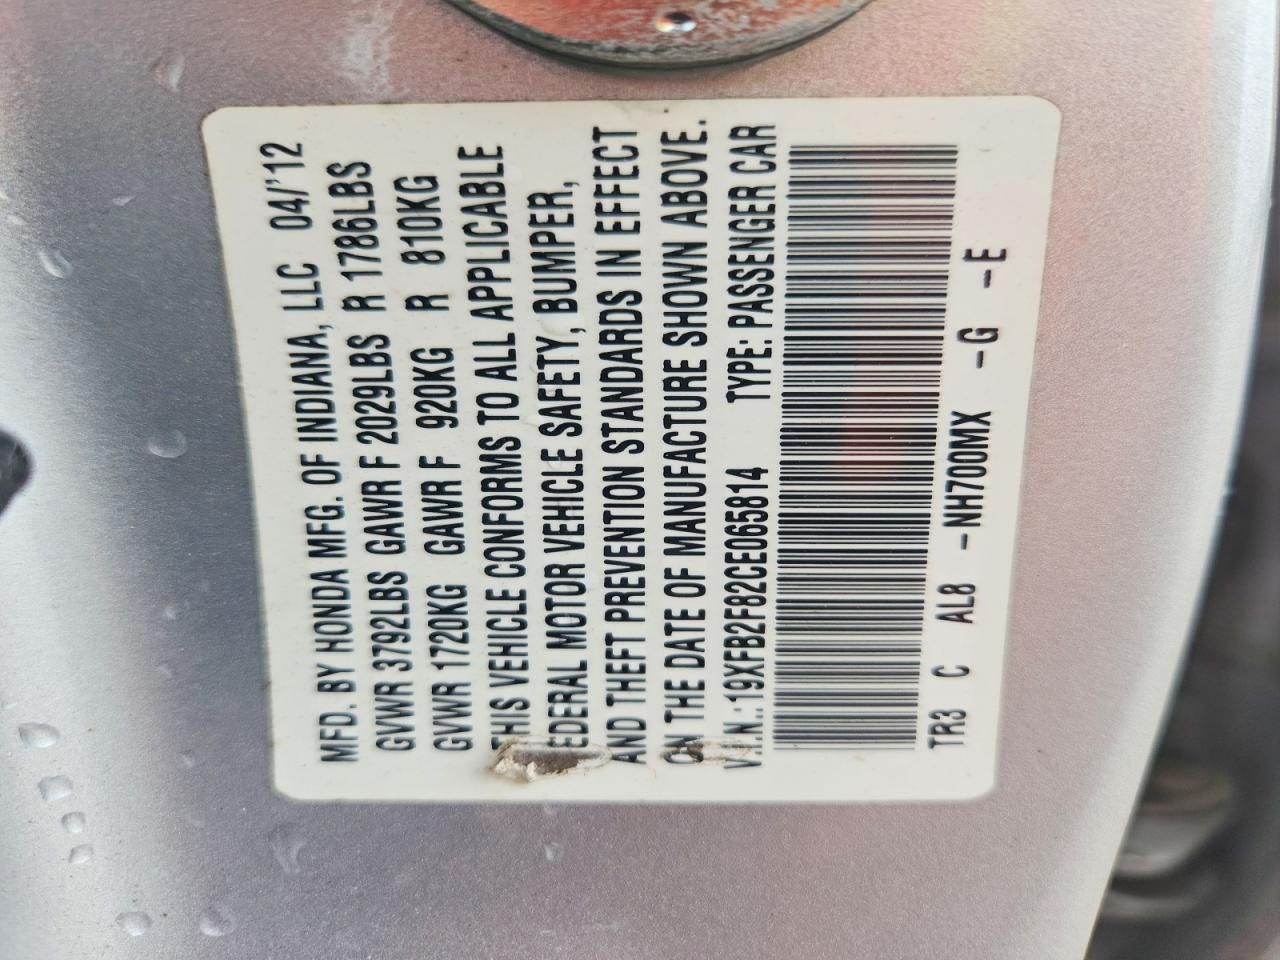 MFD. BY HONDA MFG. OF INDIANA, LLC 04/'12
GVWR 3792LBS GAWR F 2029LBS R 1786LBS
GVWR 1720KG GAWR F 920KG R 810KG
THIS VEHICLE CONFORMS TO ALL APPLICABLE
FEDERAL MOTOR VEHICLE SAFETY, BUMPER,
AND THEFT PREVENTION STANDARDS IN EFFECT
ON THE DATE OF MANUFACTURE SHOWN ABOVE.
V.I.N.:19XFB2F82CE065814 TYPE: PASSENGER CAR
TR3 C AL8 -NH700MX -G -E